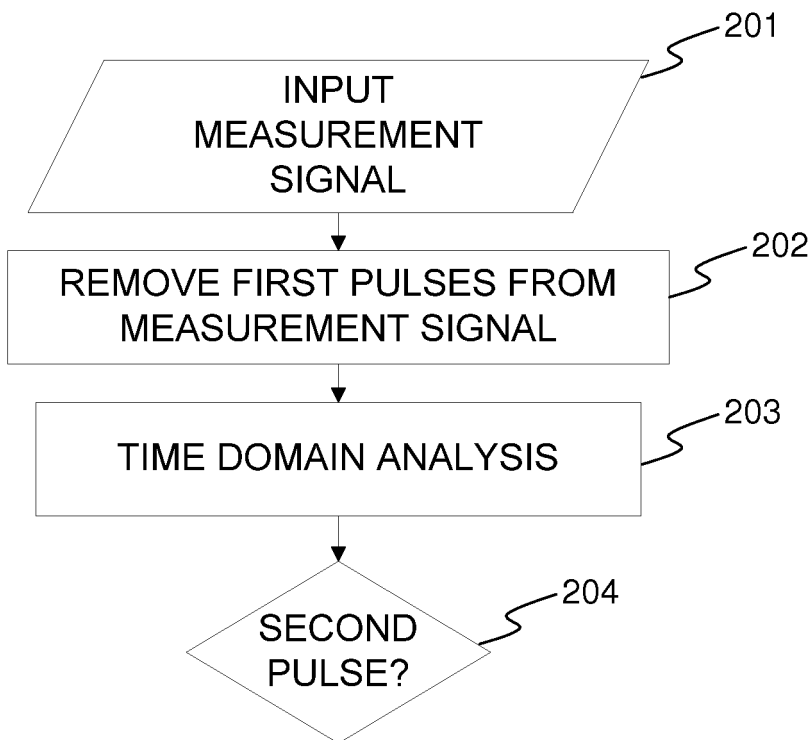 201
INPUT
MEASUREMENT
SIGNAL
202
REMOVE FIRST PULSES FROM
MEASUREMENT SIGNAL
203
TIME DOMAIN ANALYSIS
204
SECOND
PULSE?